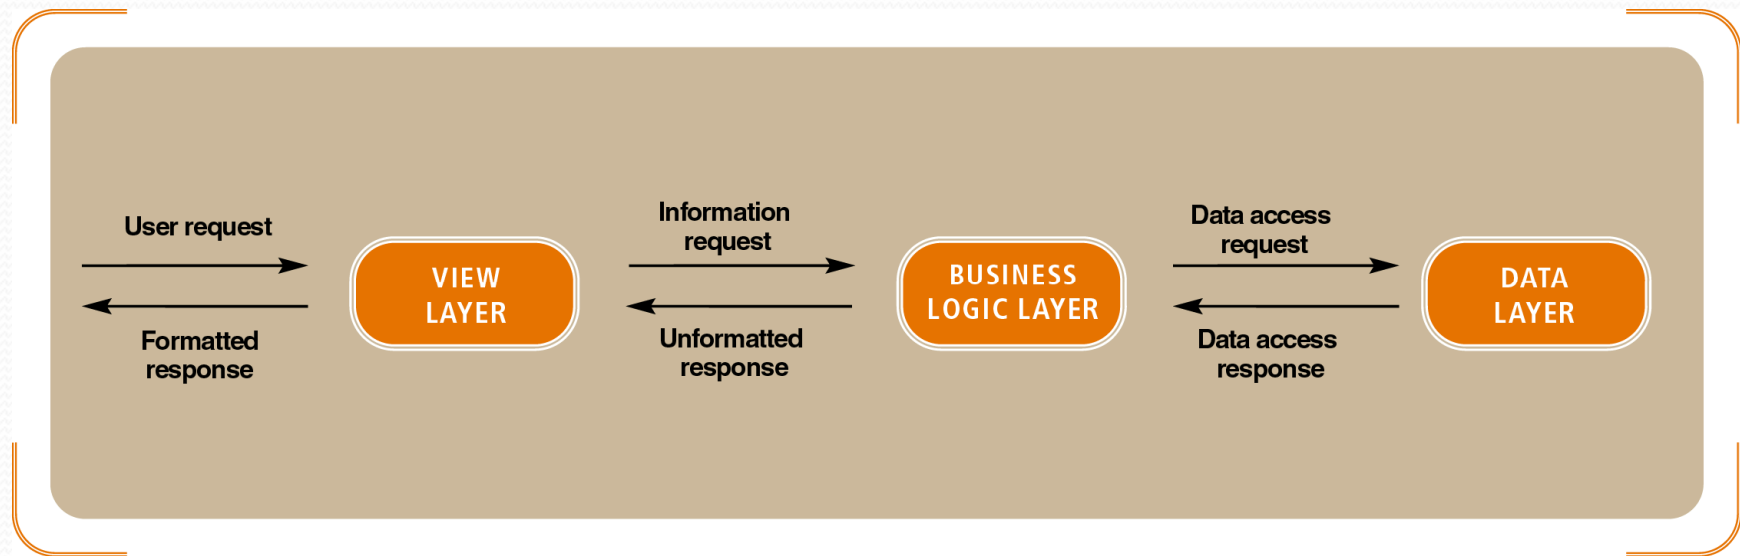 User request
Formatted
response
VIEW
LAYER
Information
request
Unformatted
response
BUSINESS
LOGIC LAYER
Data access
request
Data access
response
DATA
LAYER